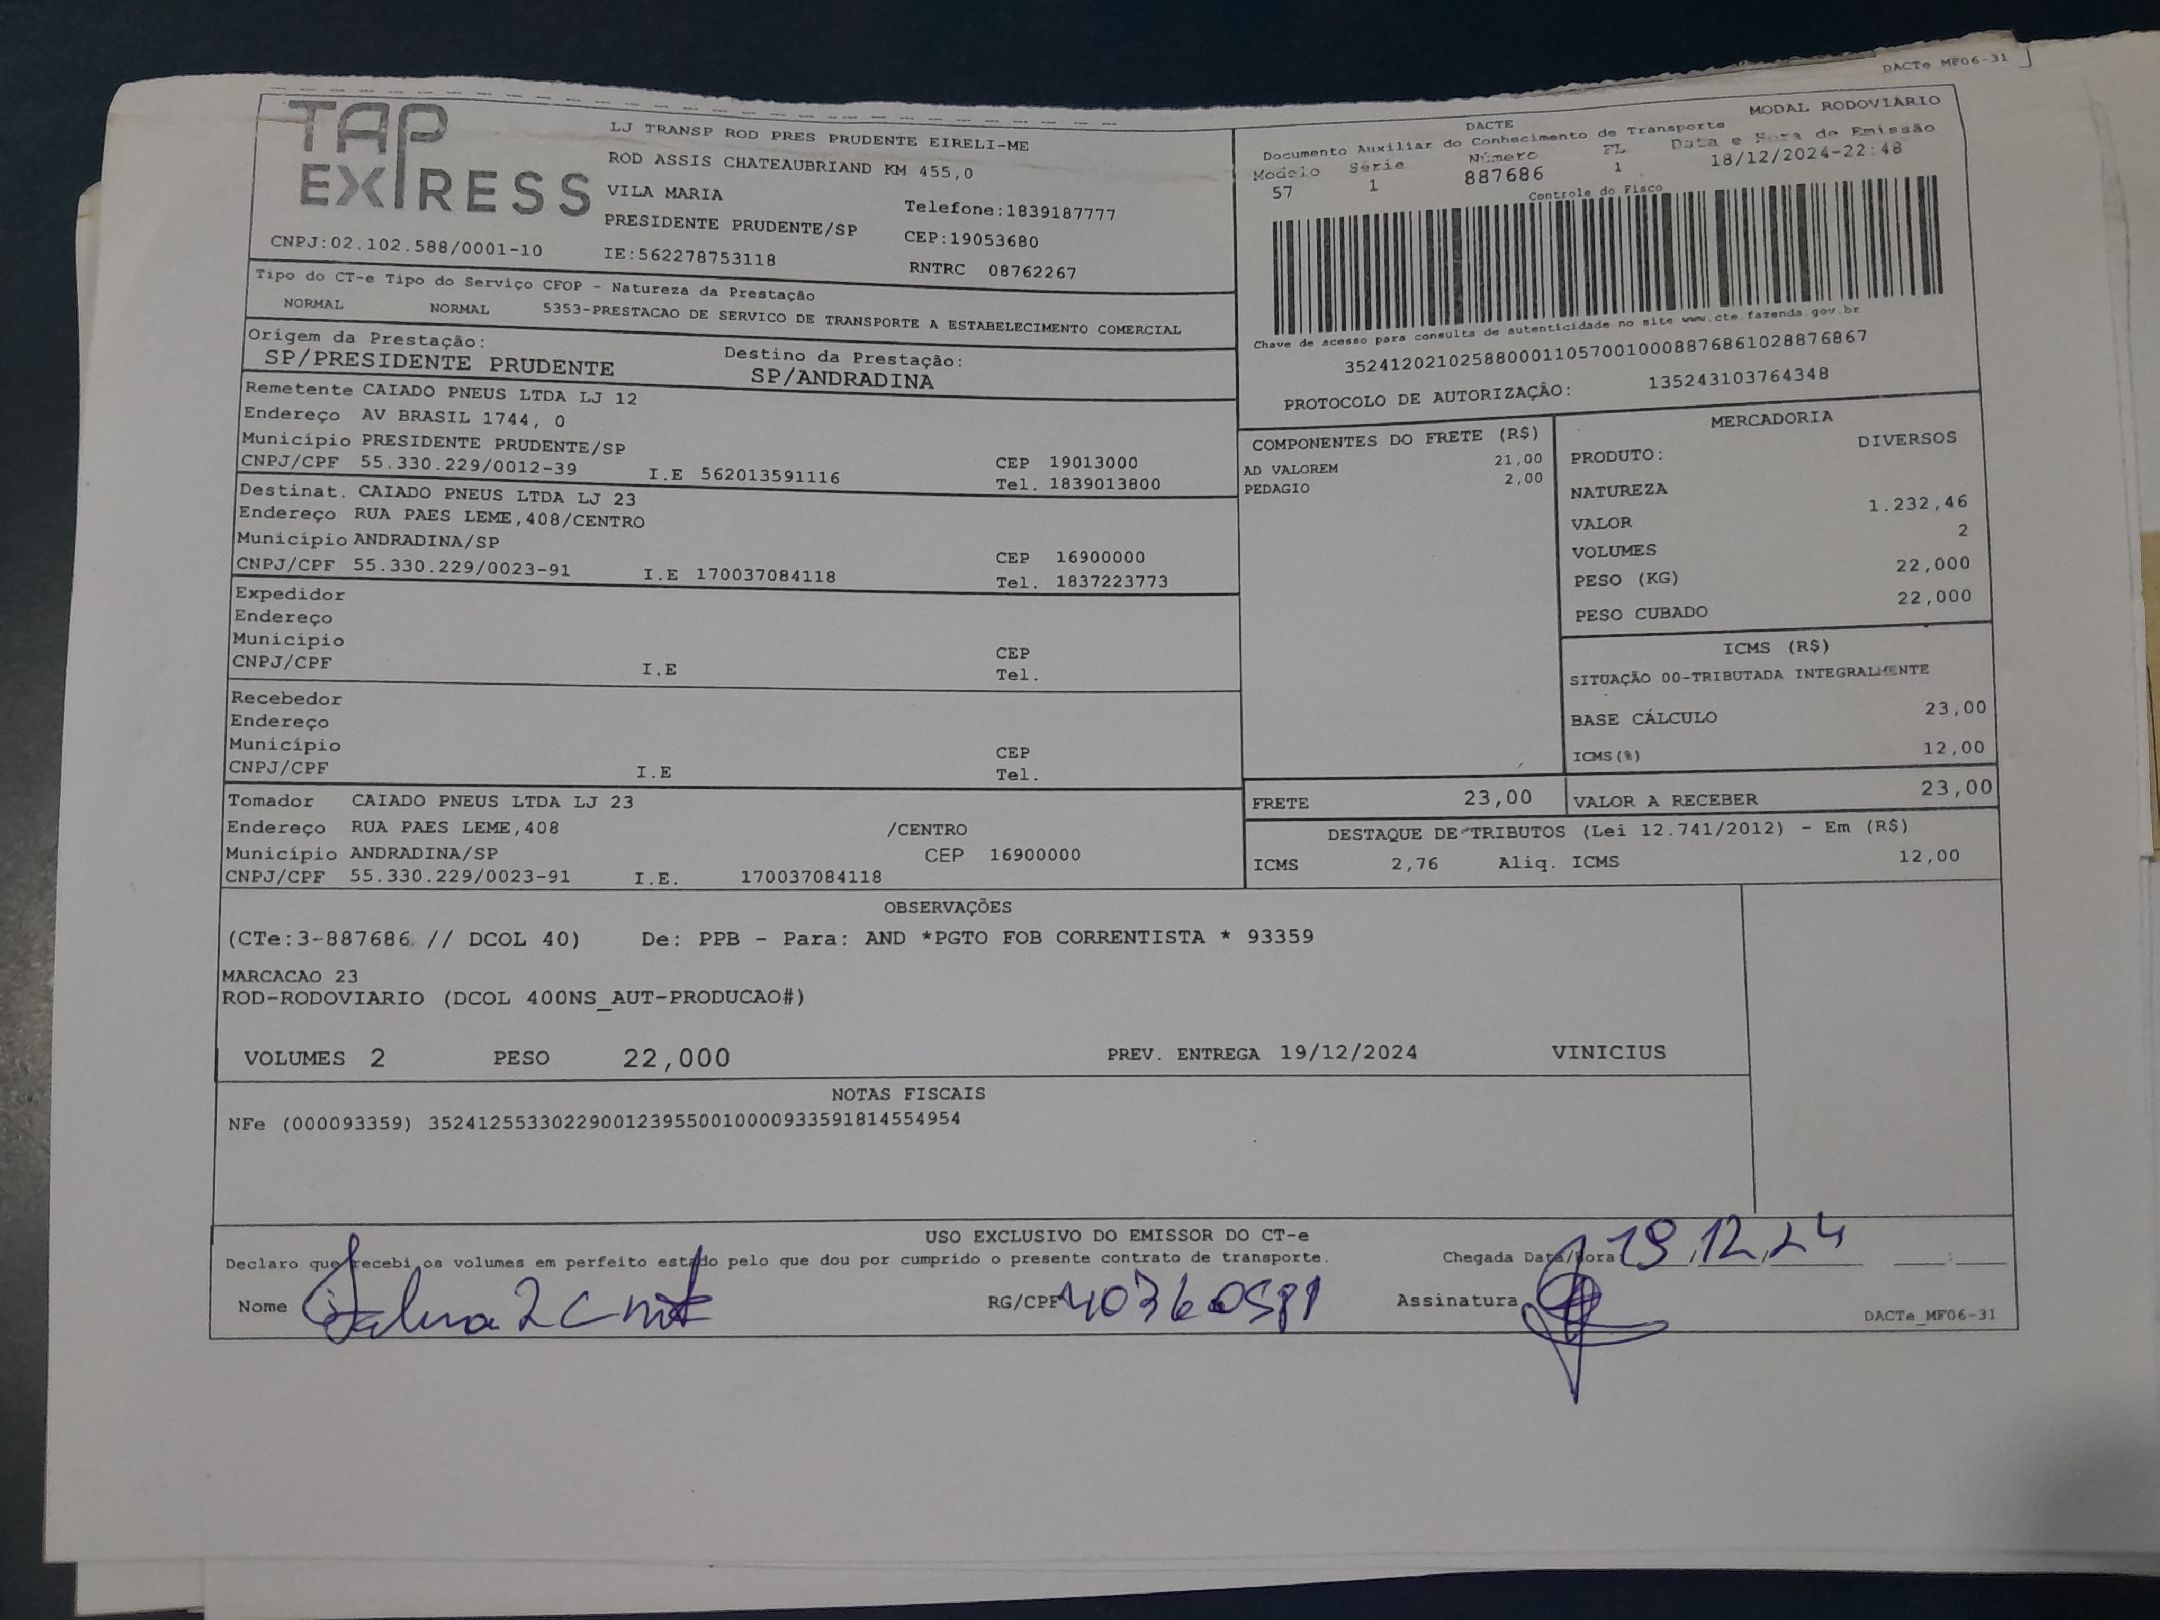 DACTe MF06-31
TAP EXPRESS
LJ TRANSP ROD PRES PRUDENTE EIRELI-ME
ROD ASSIS CHATEAUBRIAND KM 455,0
VILA MARIA
Telefone:1839187777
PRESIDENTE PRUDENTE/SP
CEP:19053680
CNPJ:02.102.588/0001-10
IE:562278753118
RNTRC 08762267
DACTE
MODAL RODOVIARIO
Documento Auxiliar do Conhecimento de Transporte
Modelo Série Número FL Data e Hora de Emissão
57 1 887686 1 18/12/2024-22:48
Controle do Fisco
Chave de acesso para consulta de autenticidade no site www.cte.fazenda.gov.br
35241202102588000110570010008876861028876867
PROTOCOLO DE AUTORIZAÇÃO: 135243103764348
Tipo do CT-e Tipo do Serviço CFOP - Natureza da Prestação
NORMAL NORMAL 5353-PRESTACAO DE SERVICO DE TRANSPORTE A ESTABELECIMENTO COMERCIAL
Origem da Prestação: Destino da Prestação:
SP/PRESIDENTE PRUDENTE SP/ANDRADINA
Remetente CAIADO PNEUS LTDA LJ 12
Endereço AV BRASIL 1744, 0
Município PRESIDENTE PRUDENTE/SP CEP 19013000
CNPJ/CPF 55.330.229/0012-39 I.E 562013591116 Tel. 1839013800
Destinat. CAIADO PNEUS LTDA LJ 23
Endereço RUA PAES LEME,408/CENTRO
Município ANDRADINA/SP CEP 16900000
CNPJ/CPF 55.330.229/0023-91 I.E 170037084118 Tel. 1837223773
Expedidor
Endereço
Município CEP
CNPJ/CPF I.E Tel.
Recebedor
Endereço
Município CEP
CNPJ/CPF I.E Tel.
Tomador CAIADO PNEUS LTDA LJ 23
Endereço RUA PAES LEME,408 /CENTRO
Município ANDRADINA/SP CEP 16900000
CNPJ/CPF 55.330.229/0023-91 I.E. 170037084118
COMPONENTES DO FRETE (R$)
AD VALOREM 21,00
PEDAGIO 2,00
MERCADORIA
PRODUTO: DIVERSOS
NATUREZA
VALOR 1.232,46
VOLUMES 2
PESO (KG) 22,000
PESO CUBADO 22,000
ICMS (R$)
SITUAÇÃO 00-TRIBUTADA INTEGRALMENTE
BASE CÁLCULO 23,00
ICMS(%) 12,00
FRETE 23,00 VALOR A RECEBER 23,00
DESTAQUE DE TRIBUTOS (Lei 12.741/2012) - Em (R$)
ICMS 2,76 Aliq. ICMS 12,00
OBSERVAÇÕES
(CTe:3-887686 // DCOL 40) De: PPB - Para: AND *PGTO FOB CORRENTISTA * 93359
MARCACAO 23
ROD-RODOVIARIO (DCOL 400NS_AUT-PRODUCAO#)
VOLUMES 2 PESO 22,000 PREV. ENTREGA 19/12/2024 VINICIUS
NOTAS FISCAIS
NFe (000093359) 35241255330229001239550010000933591814554954
USO EXCLUSIVO DO EMISSOR DO CT-e
Declaro que recebi os volumes em perfeito estado pelo que dou por cumprido o presente contrato de transporte. Chegada Data/Hora 19 12 24
Nome RG/CPF Assinatura
DACTe_MF06-31